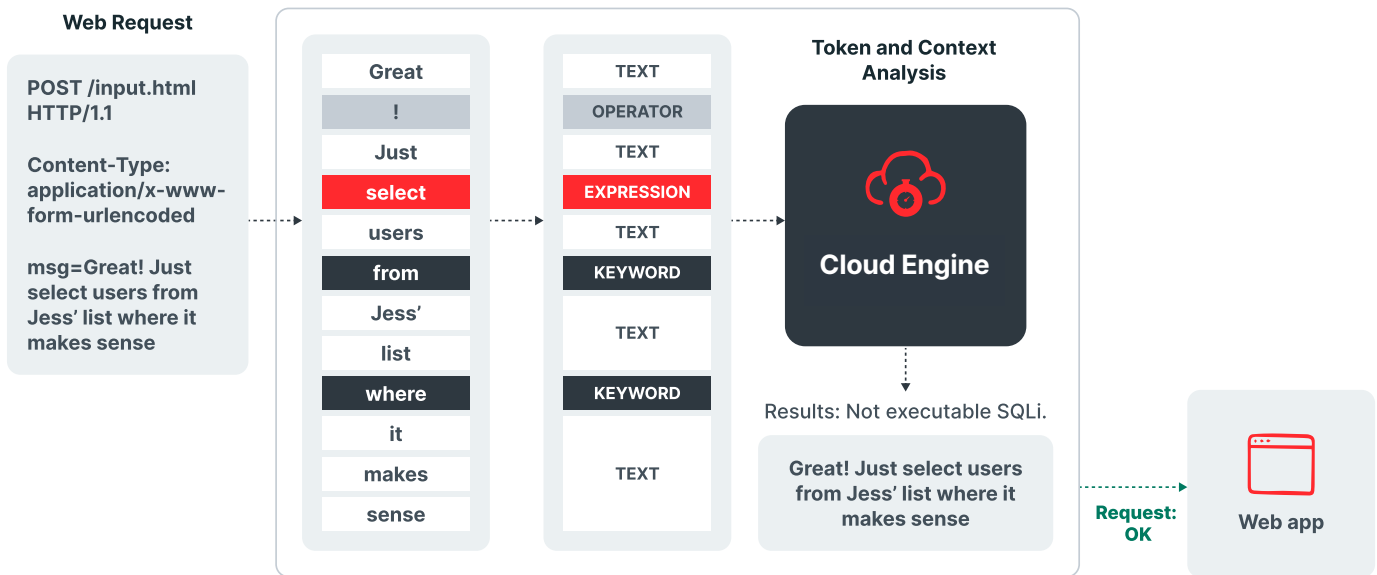 Web Request
POST /input.html
HTTP/1.1
Content-Type:
application/x-www-
form-urlencoded
msg=Great! Just
select users from
Jess’ list where it
makes sense
Great
!
Just
select
users
from
Jess’
list
where
it
makes
sense
TEXT
OPERATOR
TEXT
EXPRESSION
TEXT
KEYWORD
TEXT
KEYWORD
TEXT
Token and Context
Analysis
Cloud Engine
Results: Not executable SQLi.
Great! Just select users
from Jess’ list where it
makes sense
Request:
OK
Web app